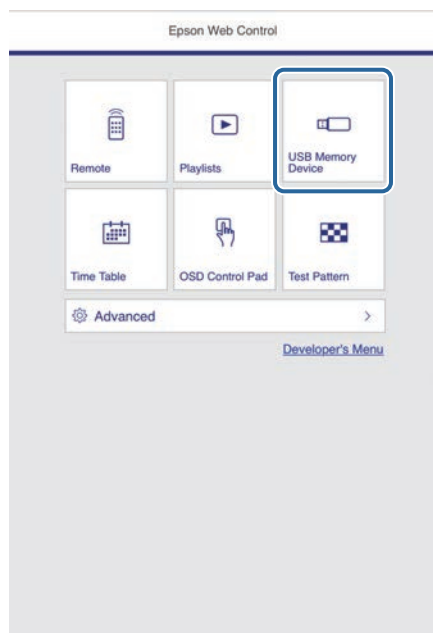 Epson Web Control
Remote
Playlists
USB Memory
Device
Time Table
OSD Control Pad
Test Pattern
Advanced
Developer's Menu